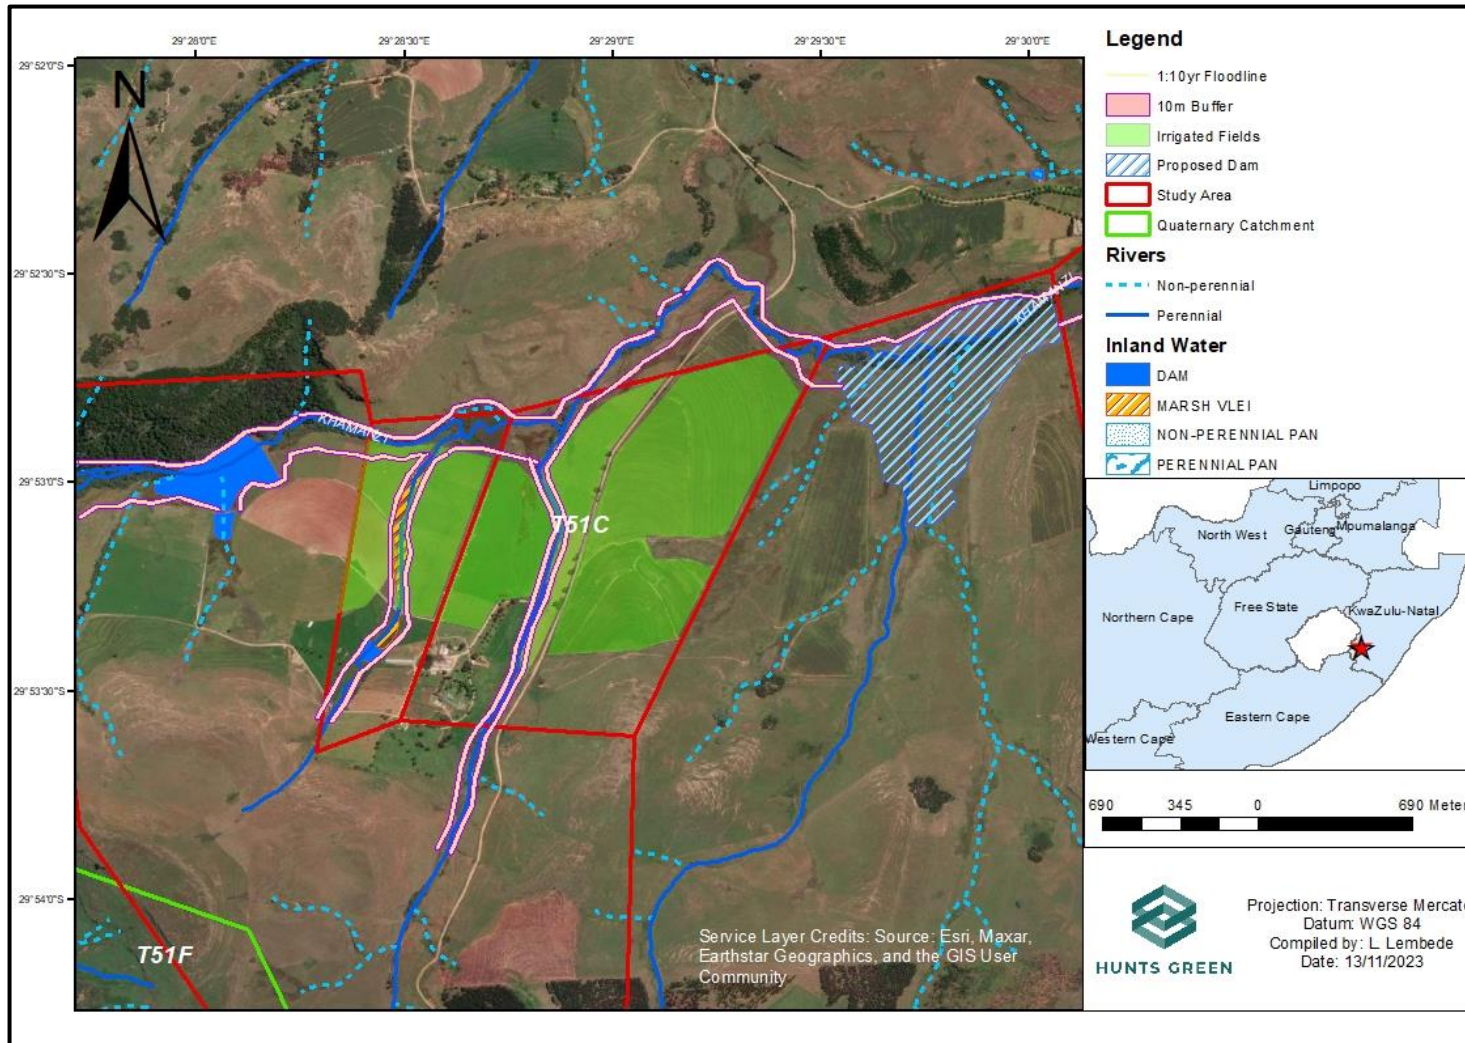 29°28'0"E
29°28'30"E
29°29'0"E
29°29'30"E
29°30'0"E
29°52'0"S
29°52'30"S
29°53'0"S
29°53'30"S
29°54'0"S
N
KHAMANZI
KHAMANZI
T51C
T51F
Service Layer Credits: Source: Esri, Maxar,
Earthstar Geographics, and the GIS User
Community
Legend
1:10yr Floodline
10m Buffer
Irrigated Fields
Proposed Dam
Study Area
Quaternary Catchment
Rivers
Non-perennial
Perennial
Inland Water
DAM
MARSH VLEI
NON-PERENNIAL PAN
PERENNIAL PAN
Limpopo
North West
Gauteng
Mpumalanga
Northern Cape
Free State
KwaZulu-Natal
Eastern Cape
Western Cape
690 345 0 690 Meter
HUNTS GREEN
Projection: Transverse Mercato
Datum: WGS 84
Compiled by: L. Lembede
Date: 13/11/2023